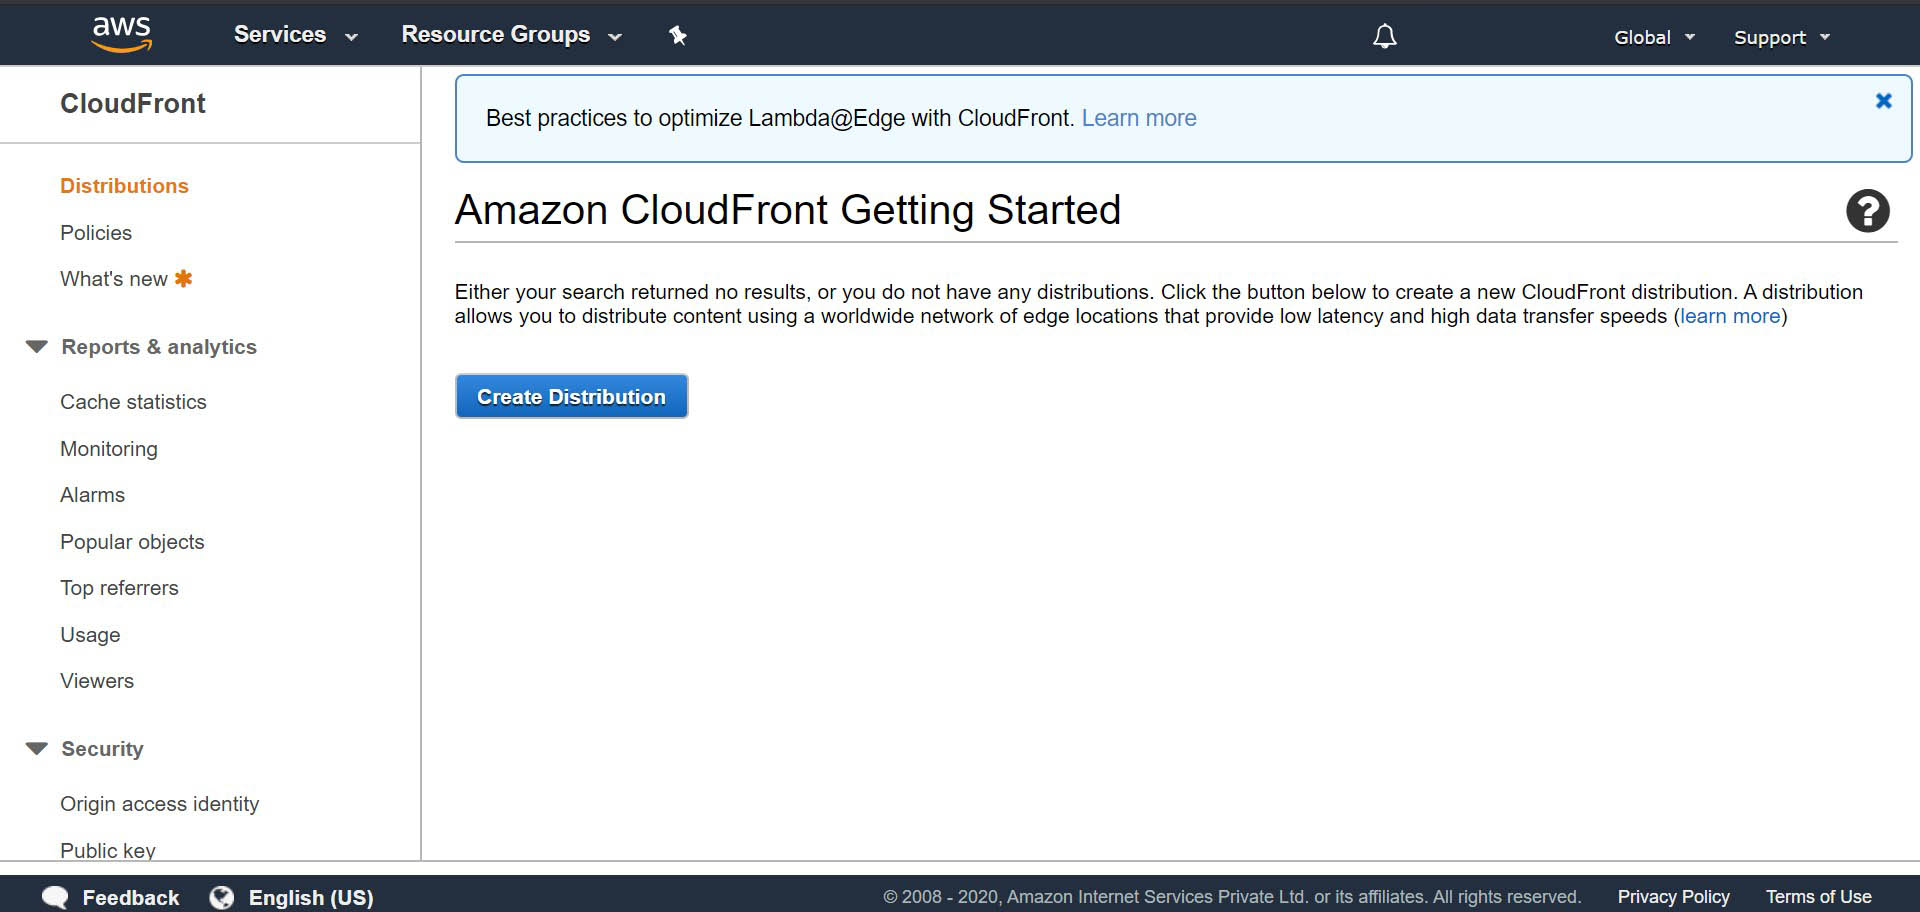 aws
Services
Resource Groups
Global
Support
CloudFront
Distributions
Policies
What's new
Reports & analytics
Cache statistics
Monitoring
Alarms
Popular objects
Top referrers
Usage
Viewers
Security
Origin access identity
Public key
Best practices to optimize Lambda@Edge with CloudFront. Learn more
Amazon CloudFront Getting Started
Either your search returned no results, or you do not have any distributions. Click the button below to create a new CloudFront distribution. A distribution
allows you to distribute content using a worldwide network of edge locations that provide low latency and high data transfer speeds (learn more)
Create Distribution
Feedback
English (US)
© 2008 - 2020, Amazon Internet Services Private Ltd. or its affiliates. All rights reserved.
Privacy Policy
Terms of Use